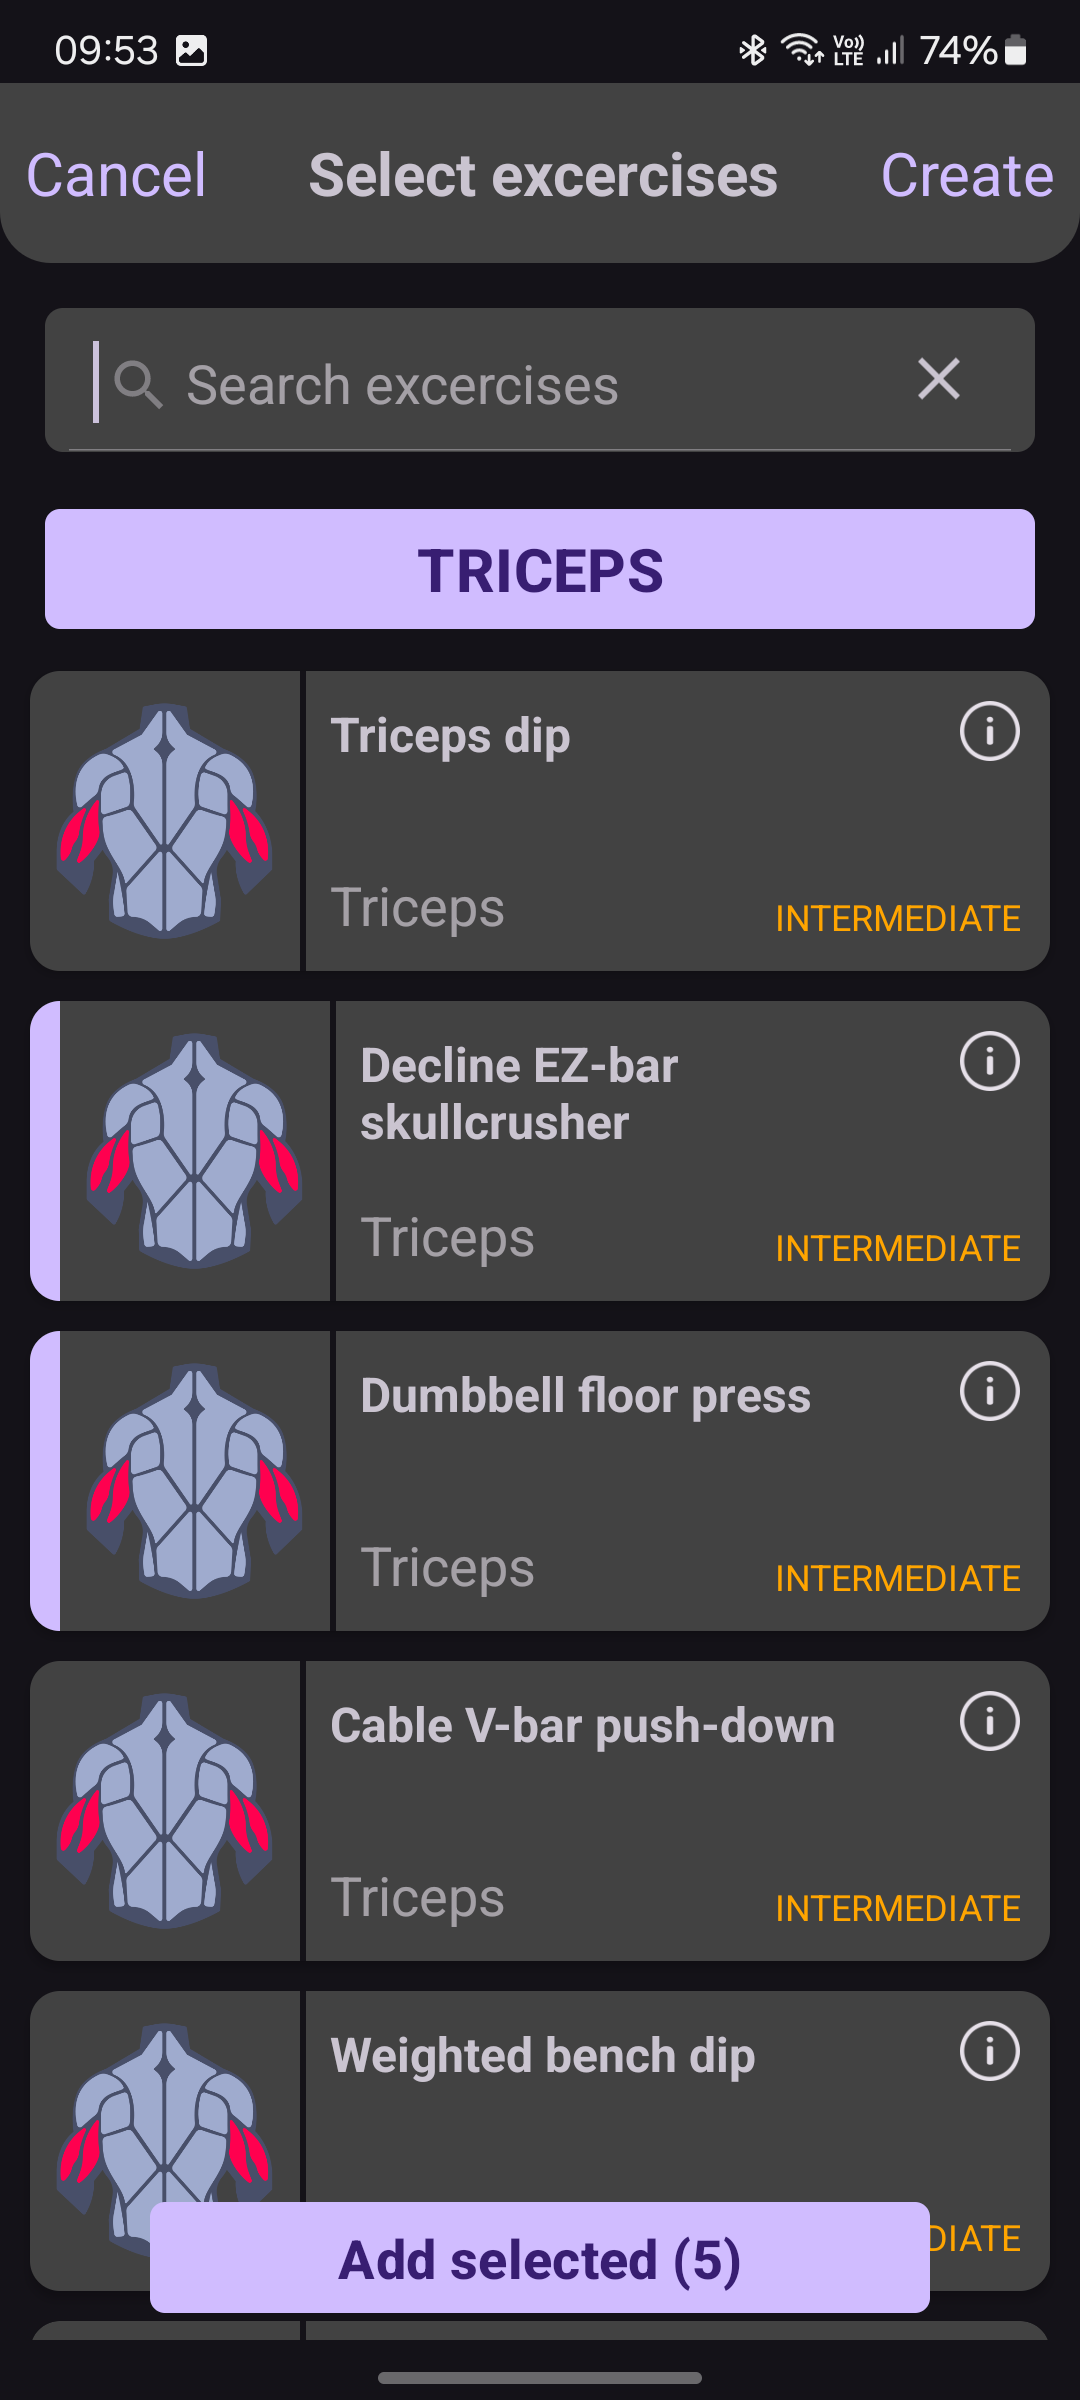 09:53
Vo)) LTE 74%
Cancel Select excercises Create
Search excercises
TRICEPS
Triceps dip
Triceps INTERMEDIATE
Decline EZ-bar
skullcrusher
Triceps INTERMEDIATE
Dumbbell floor press
Triceps INTERMEDIATE
Cable V-bar push-down
Triceps INTERMEDIATE
Weighted bench dip
DIATE
Add selected (5)